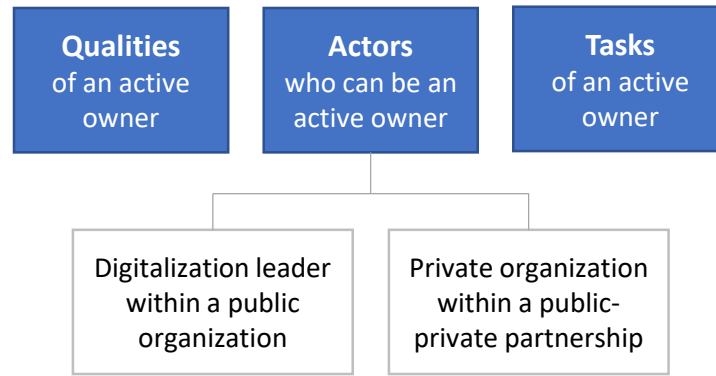 Qualities
of an active
owner
Actors
who can be an
active owner
Tasks
of an active
owner
Digitalization leader
within a public
organization
Private organization
within a public-
private partnership